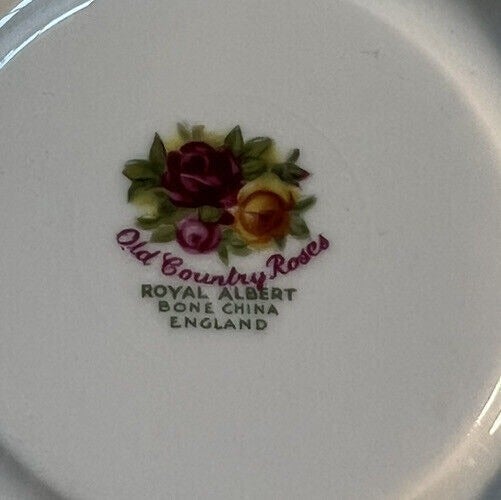 Old Country Roses
ROYAL ALBERT
BONE CHINA
ENGLAND